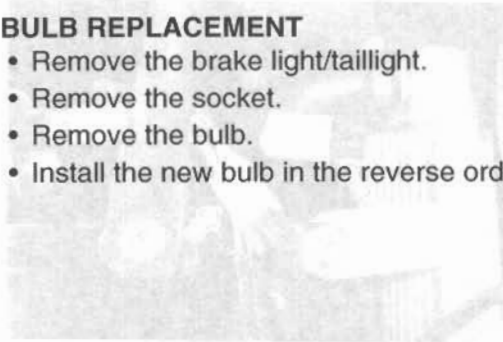 BULB REPLACEMENT
• Remove the brake light/taillight.
• Remove the socket.
• Remove the bulb.
• Install the new bulb in the reverse ord